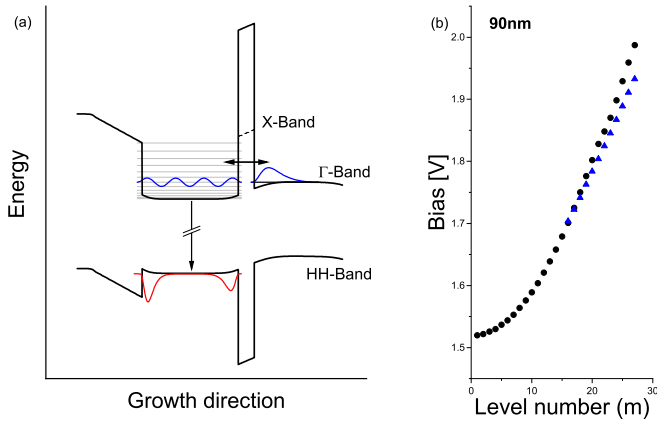 (a)
X-Band
Γ-Band
HH-Band
Energy
Growth direction
(b)
90nm
2.0
1.9
1.8
1.7
1.6
1.5
0
10
20
30
Bias [V]
Level number (m)